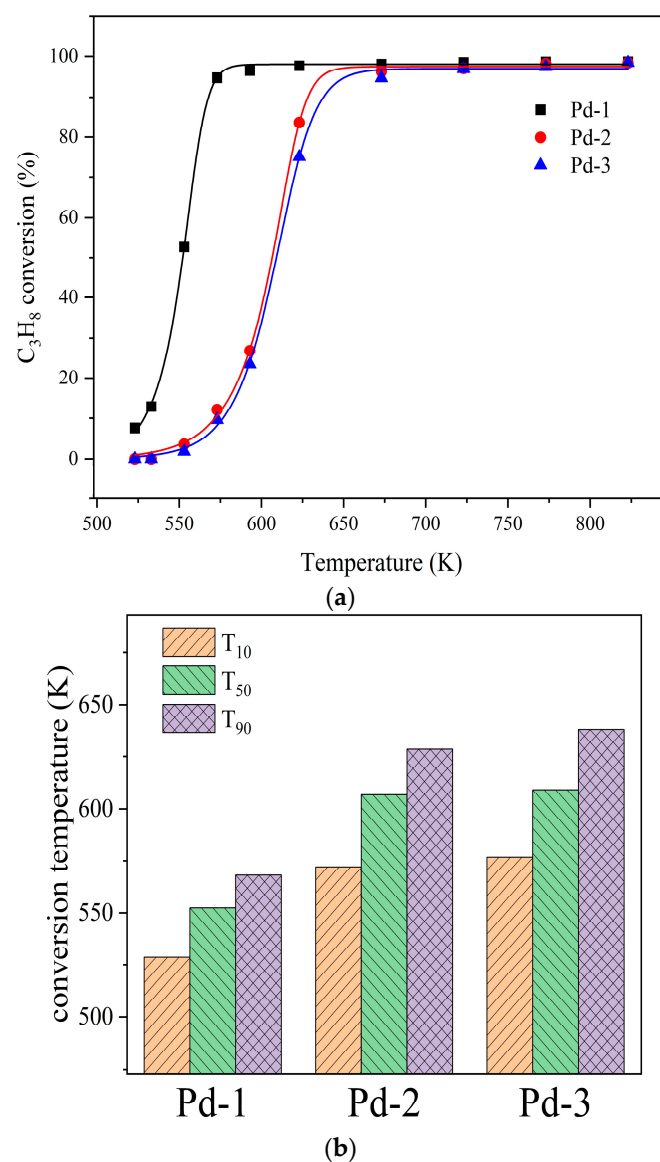 100
80
60
40
20
0
C₃H₈ conversion (%)
Pd-1
Pd-2
Pd-3
500 550 600 650 700 750 800
Temperature (K)
(a)
T₁₀
T₅₀
T₉₀
650
600
550
500
conversion temperature (K)
Pd-1 Pd-2 Pd-3
(b)